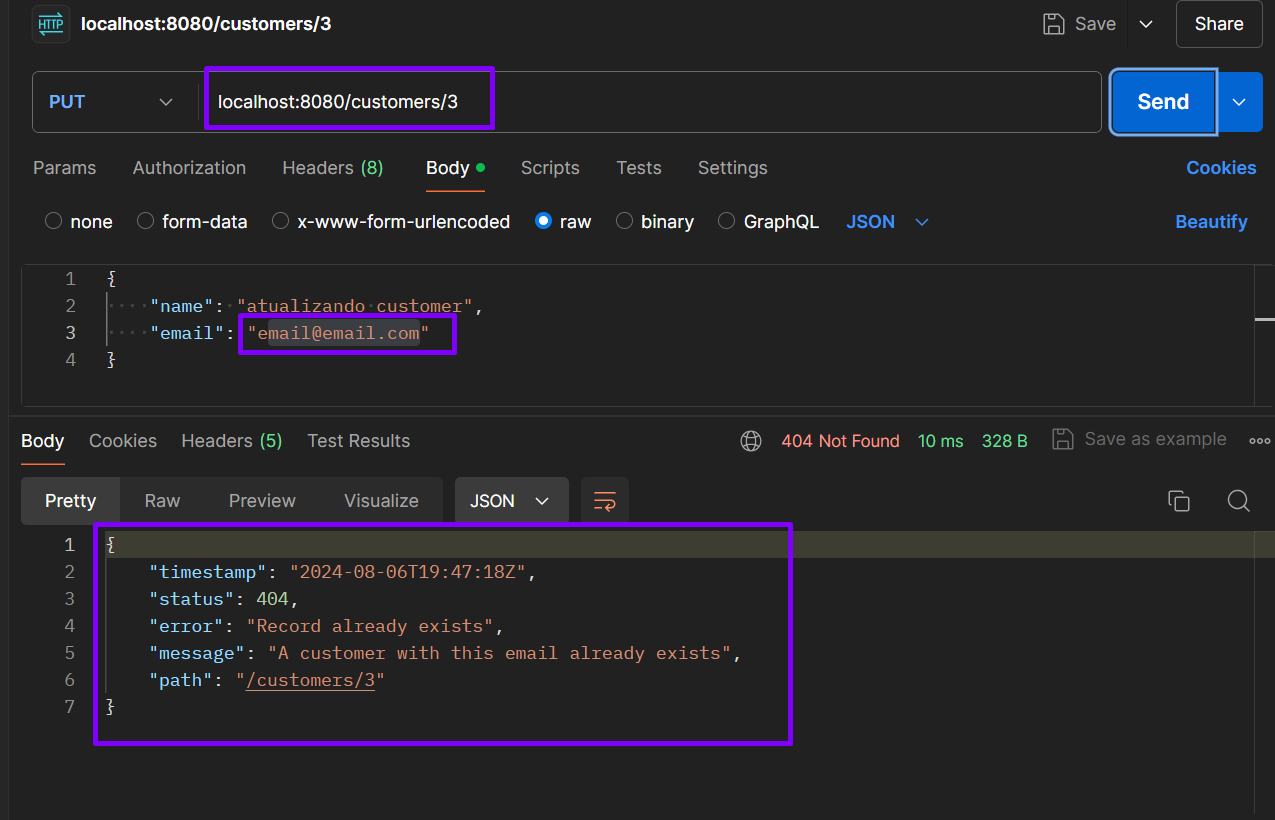 HTTP localhost:8080/customers/3 Save Share
PUT localhost:8080/customers/3 Send
Params Authorization Headers (8) Body Scripts Tests Settings Cookies
none form-data x-www-form-urlencoded raw binary GraphQL JSON Beautify
1 {
2 ····"name":·"atualizando·customer",
3 ····"email": "email@email.com"
4 }
Body Cookies Headers (5) Test Results 404 Not Found 10 ms 328 B Save as example
Pretty Raw Preview Visualize JSON
1 {
2 "timestamp": "2024-08-06T19:47:18Z",
3 "status": 404,
4 "error": "Record already exists",
5 "message": "A customer with this email already exists",
6 "path": "/customers/3"
7 }